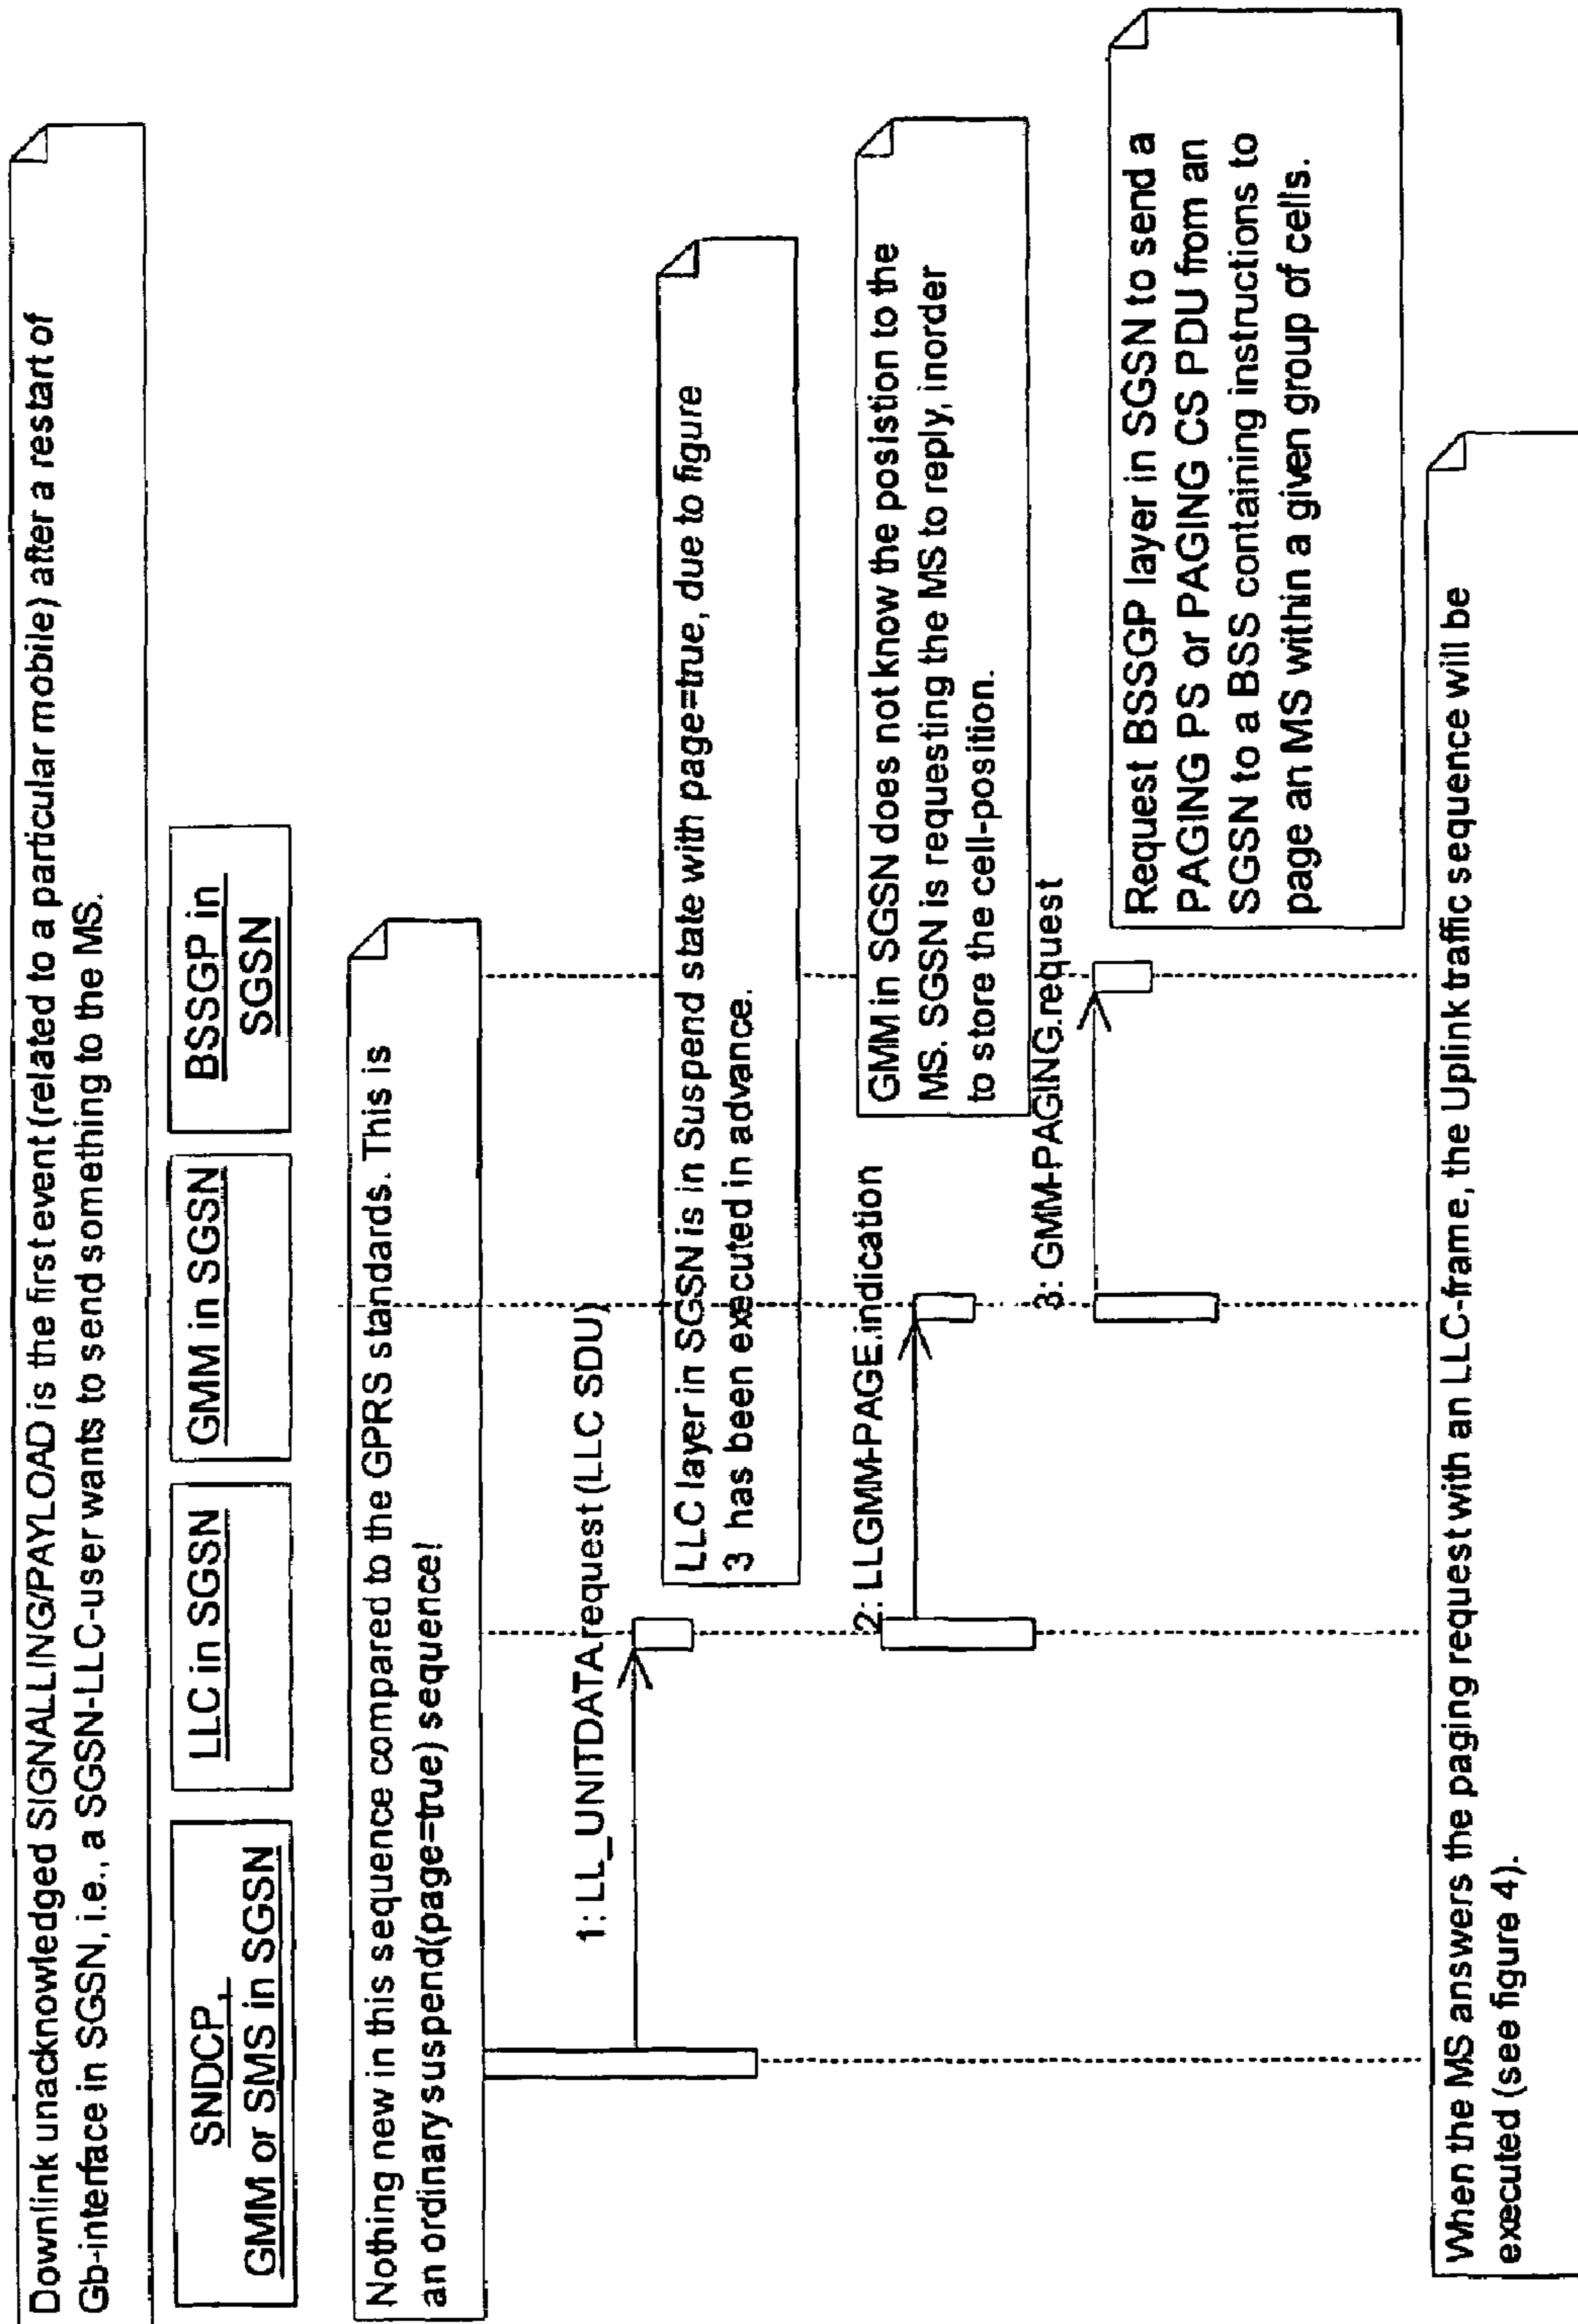 Downlink unacknowledged SIGNALLING/PAYLOAD is the first event (related to a particular mobile) after a restart of
Gb-interface in SGSN, i.e., a SGSN-LLC-user wants to send something to the MS.
SNDCP,
GMM or SMS in SGSN
LLC in SGSN
GMM in SGSN
BSSGP in
SGSN
Nothing new in this sequence compared to the GPRS standards. This is
an ordinary suspend(page=true) sequence!
1: LL_UNITDATArequest(LLC SDU)
LLC layer in SGSN is in Suspend state with page=true, due to figure
3 has been executed in advance.
2: LLGMM-PAGE.indication
GMM in SGSN does not know the posistion to the
MS. SGSN is requesting the MS to reply, inorder
to store the cell-position.
3: GMM-PAGING.request
Request BSSGP layer in SGSN to send a
PAGING PS or PAGING CS PDU from an
SGSN to a BSS containing instructions to
page an MS within a given group of cells.
When the MS answers the paging request with an LLC-frame, the Uplink traffic sequence will be
executed (see figure 4).